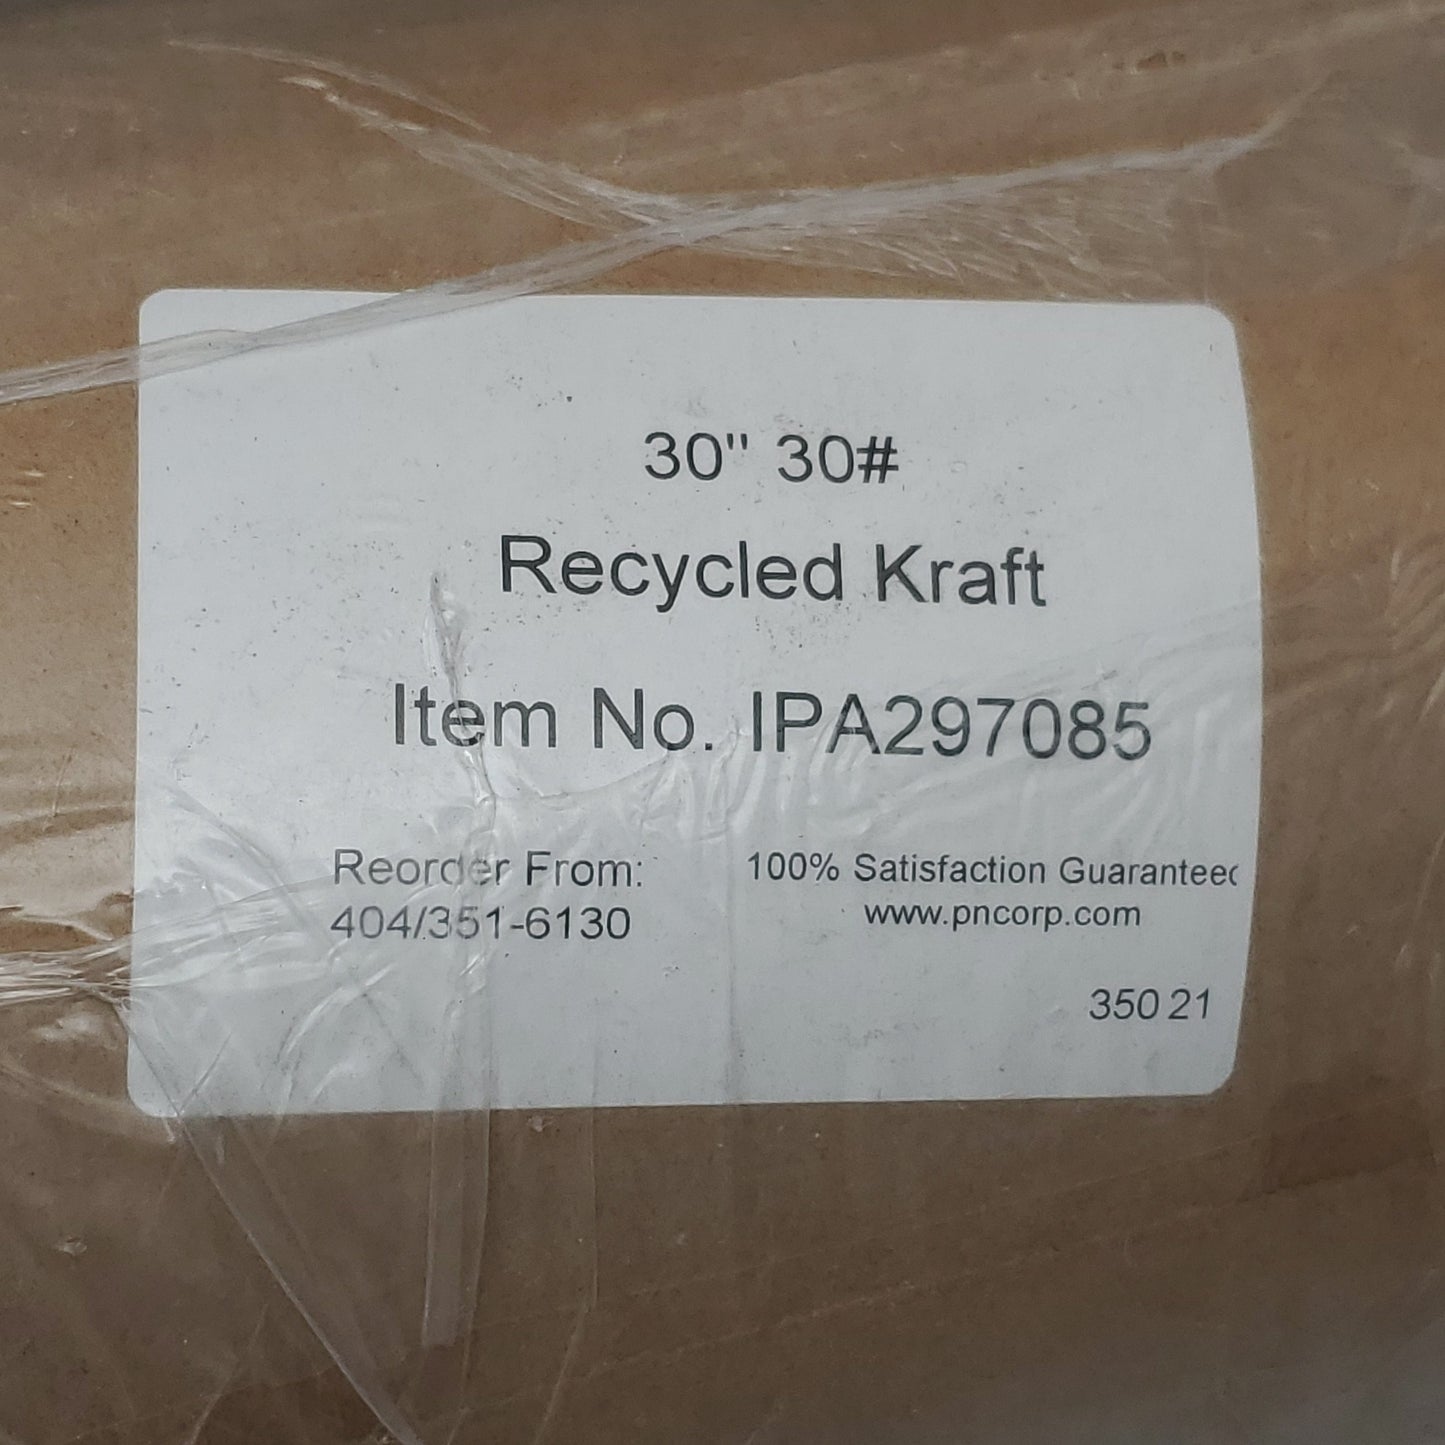 30" 30#
Recycled Kraft
Item No. IPA297085
Reorder From:
404/351-6130
100% Satisfaction Guaranteed
www.pncorp.com
350 21